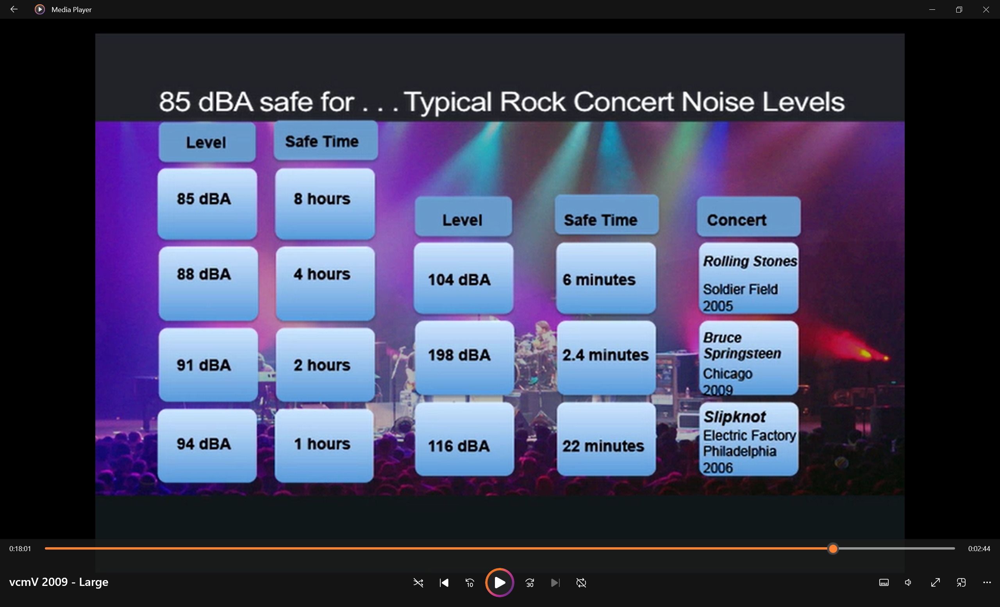 Media Player
85 dBA safe for . . . Typical Rock Concert Noise Levels
Level
Safe Time
85 dBA
8 hours
88 dBA
4 hours
91 dBA
2 hours
94 dBA
1 hours
Level
Safe Time
Concert
104 dBA
6 minutes
Rolling Stones
Soldier Field
2005
198 dBA
2.4 minutes
Bruce
Springsteen
Chicago
2009
116 dBA
22 minutes
Slipknot
Electric Factory
Philadelphia
2006
0:18:01
0:02:44
vcmV 2009 - Large
10
30